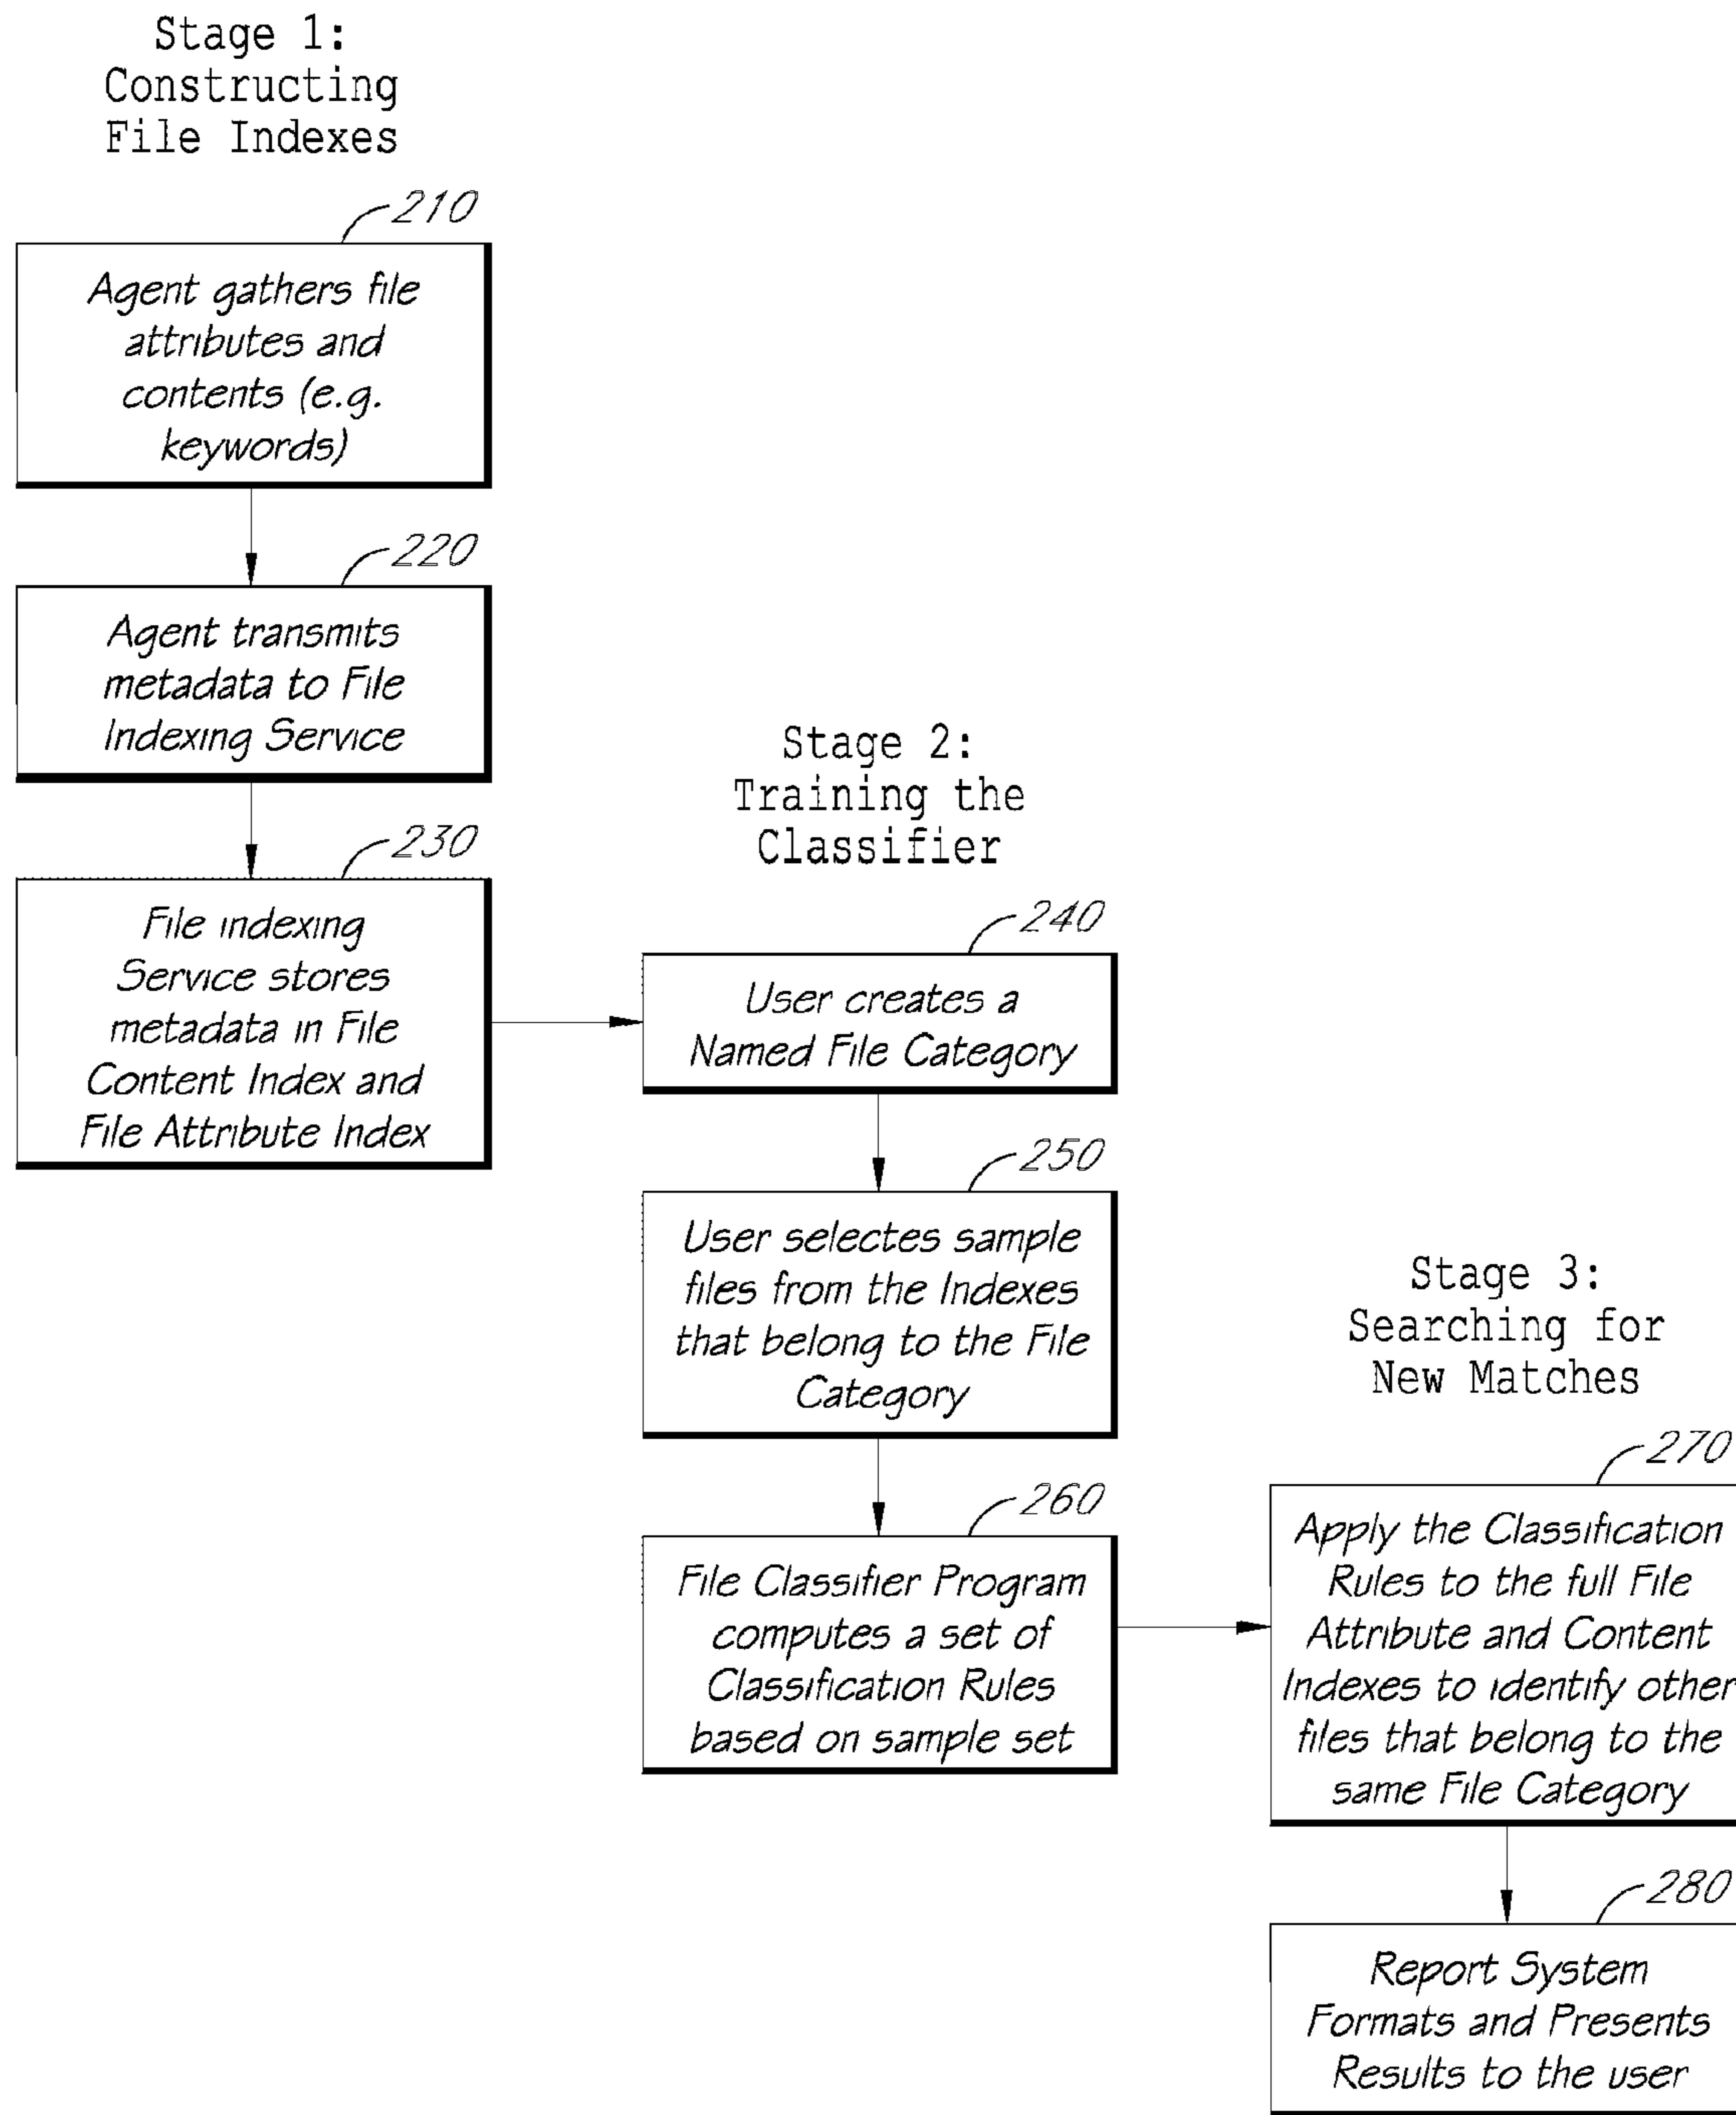 Stage 1:
Constructing
File Indexes
210
Agent gathers file
attributes and
contents (e.g.
keywords)
220
Agent transmits
metadata to File
Indexing Service
230
File indexing
Service stores
metadata in File
Content Index and
File Attribute Index
Stage 2:
Training the
Classifier
240
User creates a
Named File Category
250
User selectes sample
files from the Indexes
that belong to the File
Category
260
File Classifier Program
computes a set of
Classification Rules
based on sample set
Stage 3:
Searching for
New Matches
270
Apply the Classification
Rules to the full File
Attribute and Content
Indexes to identify other
files that belong to the
same File Category
280
Report System
Formats and Presents
Results to the user